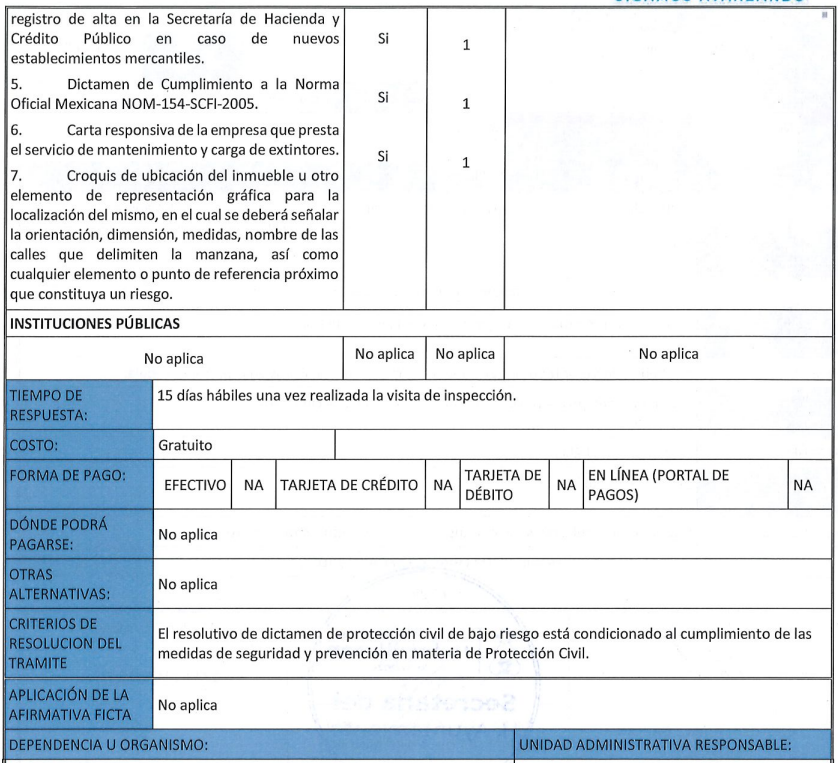 registro de alta en la Secretaría de Hacienda y
Crédito Público en caso de nuevos
establecimientos mercantiles.
Si
1
5. Dictamen de Cumplimiento a la Norma
Oficial Mexicana NOM-154-SCFI-2005.
Si
1
6. Carta responsiva de la empresa que presta
el servicio de mantenimiento y carga de extintores.
Si
1
7. Croquis de ubicación del inmueble u otro
elemento de representación gráfica para la
localización del mismo, en el cual se deberá señalar
la orientación, dimensión, medidas, nombre de las
calles que delimiten la manzana, así como
cualquier elemento o punto de referencia próximo
que constituya un riesgo.
INSTITUCIONES PÚBLICAS
No aplica No aplica No aplica No aplica
TIEMPO DE
RESPUESTA:
15 días hábiles una vez realizada la visita de inspección.
COSTO:
Gratuito
FORMA DE PAGO:
EFECTIVO NA TARJETA DE CRÉDITO NA
TARJETA DE
DÉBITO
NA
EN LÍNEA (PORTAL DE
PAGOS)
NA
DÓNDE PODRÁ
PAGARSE:
No aplica
OTRAS
ALTERNATIVAS:
No aplica
CRITERIOS DE
RESOLUCION DEL
TRAMITE
El resolutivo de dictamen de protección civil de bajo riesgo está condicionado al cumplimiento de las
medidas de seguridad y prevención en materia de Protección Civil.
APLICACIÓN DE LA
AFIRMATIVA FICTA
No aplica
DEPENDENCIA U ORGANISMO:
UNIDAD ADMINISTRATIVA RESPONSABLE: